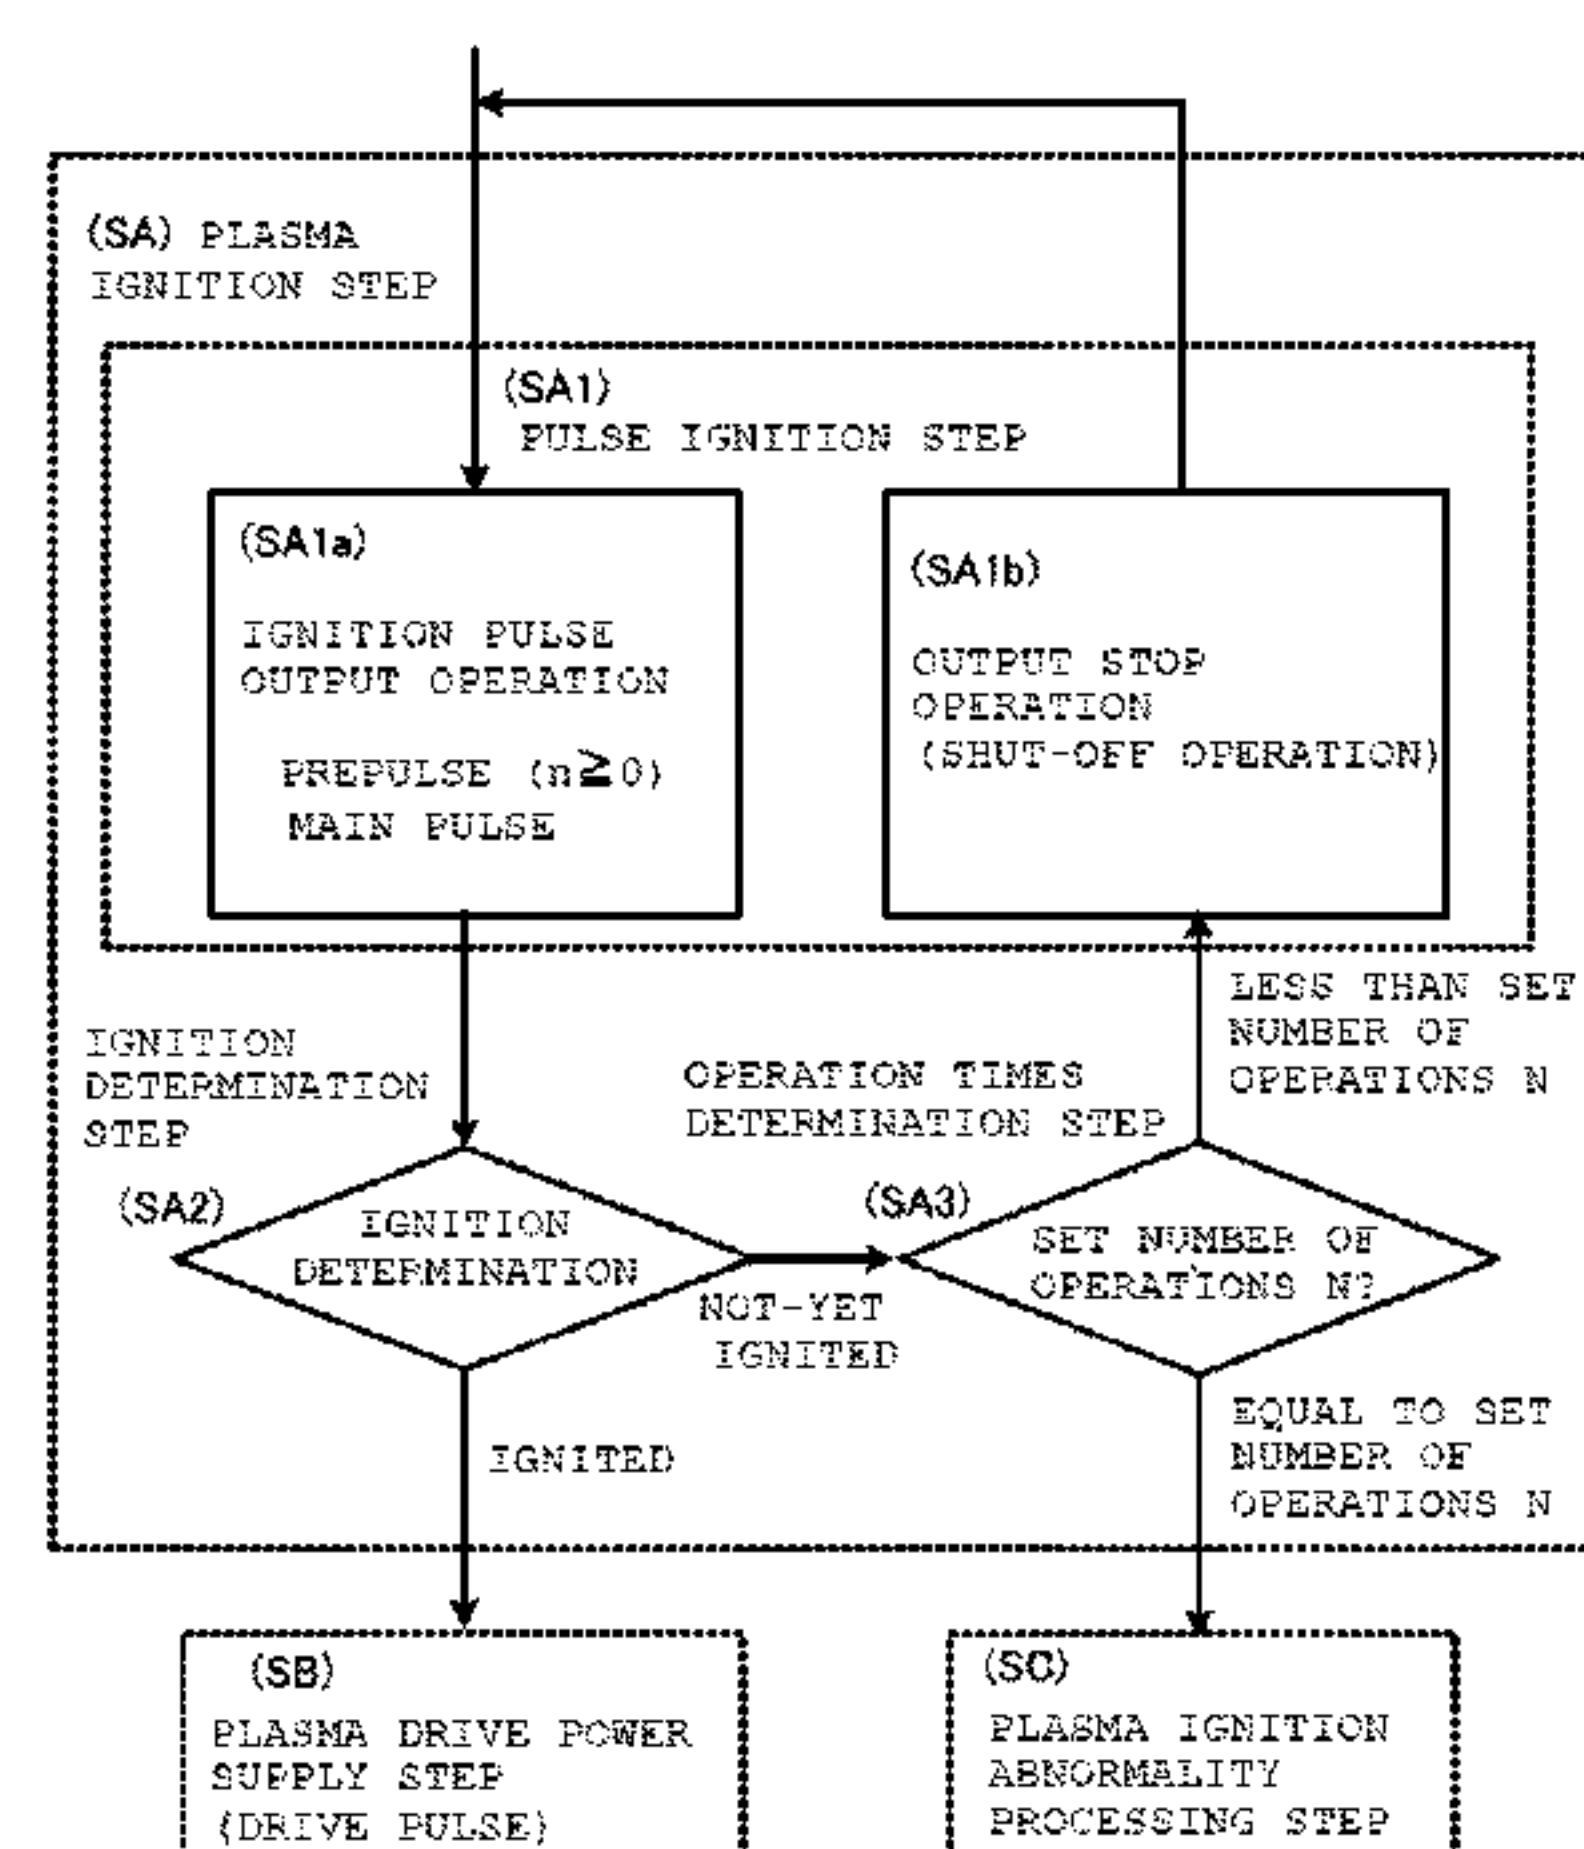 (SA) PLASMA
IGNITION STEP
(SA1)
PULSE IGNITION STEP
(SA1a)
IGNITION PULSE
OUTPUT OPERATION
PREPULSE (n≧0)
MAIN PULSE
(SA1b)
OUTPUT STOP
OPERATION
(SHUT-OFF OPERATION)
LESS THAN SET
NUMBER OF
OPERATIONS N
IGNITION
DETERMINATION
STEP
OPERATION TIMES
DETERMINATION STEP
(SA2)
IGNITION
DETERMINATION
(SA3)
SET NUMBER OF
OPERATIONS N?
NOT-YET
IGNITED
IGNITED
EQUAL TO SET
NUMBER OF
OPERATIONS N
(SB)
PLASMA DRIVE POWER
SUPPLY STEP
(DRIVE PULSE)
(SC)
PLASMA IGNITION
ABNORMALITY
PROCESSING STEP